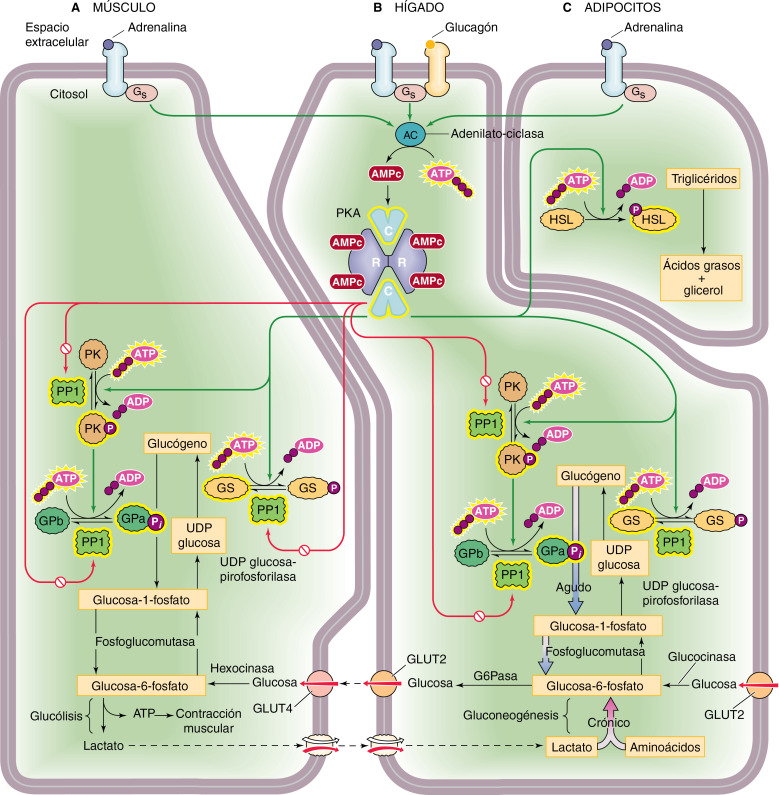 A MÚSCULO
B HÍGADO
C ADIPOCITOS
Espacio
extracelular
Adrenalina
Glucagón
Adrenalina
Citosol
Gs
Gs
Gs
AC
Adenilato-ciclasa
AMPc
ATP
PKA
C
AMPc
AMPc
R
R
AMPc
AMPc
C
ATP
ADP
HSL
P
HSL
Triglicéridos
Ácidos grasos
+
glicerol
PK
ATP
PP1
ADP
PK
P
Glucógeno
ATP
ADP
ATP
ADP
GS
GS
P
GPb
GPa
Pf
PP1
PP1
UDP
glucosa
UDP glucosa-
pirofosforilasa
Glucosa-1-fosfato
Fosfoglucomutasa
Hexocinasa
Glucosa-6-fosfato
Glucosa
GLUT4
Glucólisis
ATP
Contracción
muscular
Lactato
PK
ATP
PP1
ADP
PK
P
Glucógeno
ATP
ADP
ATP
ADP
GS
GS
P
GPb
GPa
Pf
PP1
PP1
UDP
glucosa
Agudo
UDP glucosa-
pirofosforilasa
Glucosa-1-fosfato
Fosfoglucomutasa
GLUT2
G6Pasa
Glucocinasa
Glucosa
Glucosa-6-fosfato
Glucosa
GLUT2
Gluconeogénesis
Crónico
Lactato
Aminoácidos